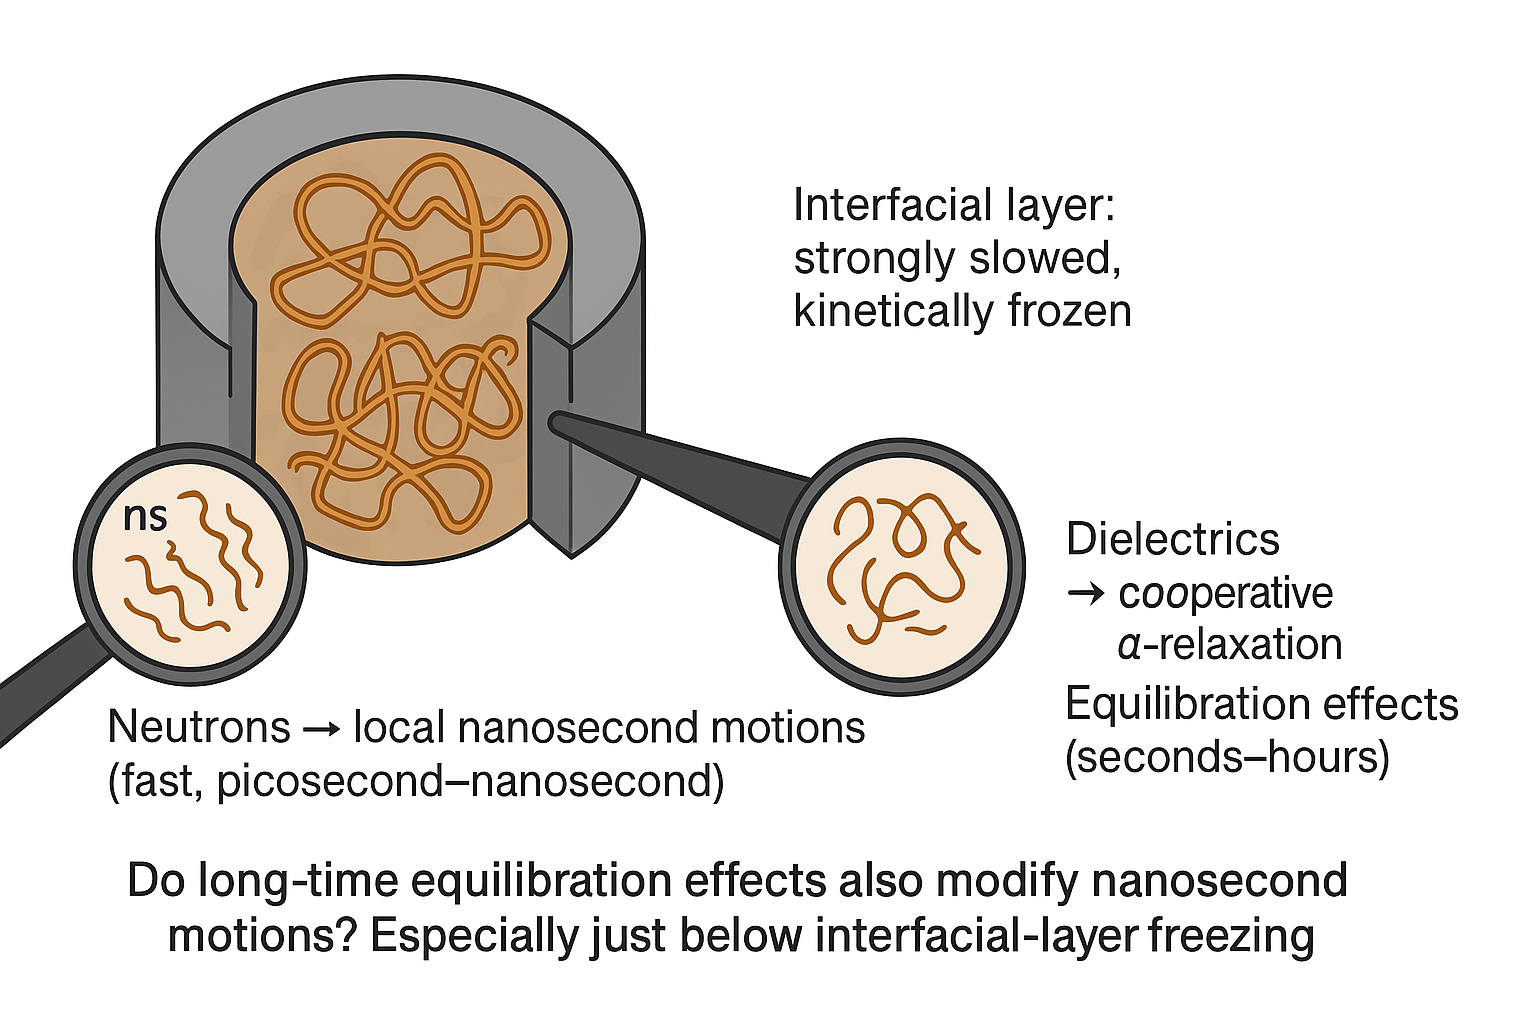 Interfacial layer:
strongly slowed,
kinetically frozen
ns
Dielectrics
→ cooperative
α-relaxation
Equilibration effects
(seconds–hours)
Neutrons → local nanosecond motions
(fast, picosecond–nanosecond)
Do long-time equilibration effects also modify nanosecond
motions? Especially just below interfacial-layer freezing